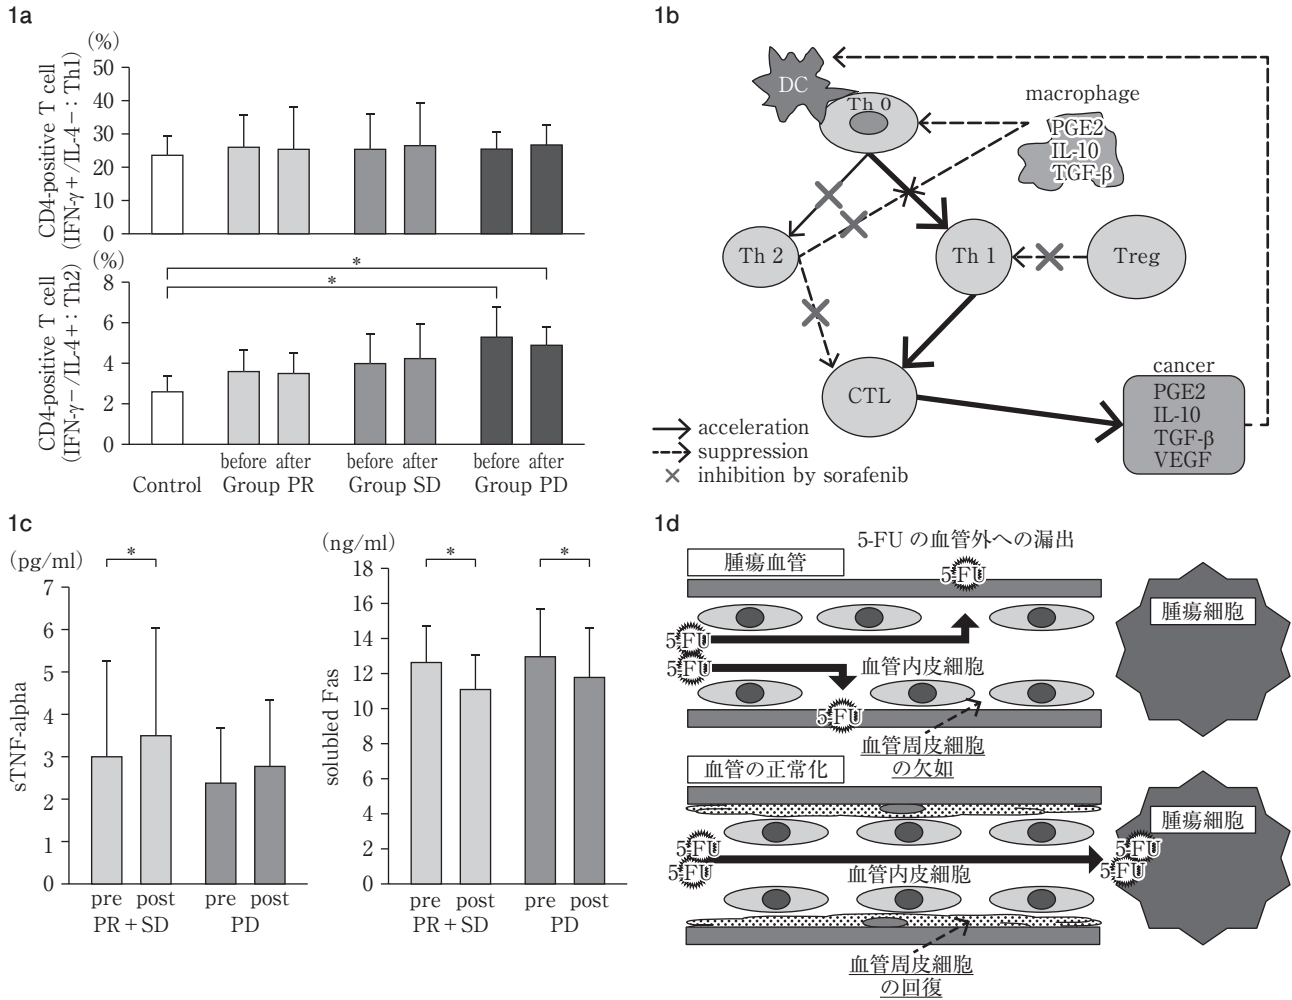 1a
(%)
CD4-positive T cell
(IFN-γ+/IL-4−: Th1)
50
40
30
20
10
0
(%)
CD4-positive T cell
(IFN-γ−/IL-4+: Th2)
8
6
4
2
0
*
*
before after before after before after
Control Group PR Group SD Group PD
1b
DC
Th 0
macrophage
PGE2
IL-10
TGF-β
Th 2
Th 1
Treg
CTL
cancer
PGE2
IL-10
TGF-β
VEGF
acceleration
suppression
inhibition by sorafenib
1c
(pg/ml)
sTNF-alpha
7
6
5
4
3
2
1
0
*
pre post pre post
PR+SD PD
(ng/ml)
solubled Fas
18
16
14
12
10
8
6
4
2
0
* *
pre post pre post
PR+SD PD
1d
5-FU の血管外への漏出
腫瘍血管
5-FU
腫瘍細胞
5-FU
5-FU
血管内皮細胞
5-FU
血管周皮細胞
の欠如
血管の正常化
腫瘍細胞
5-FU
5-FU
5-FU
5-FU
血管内皮細胞
血管周皮細胞
の回復